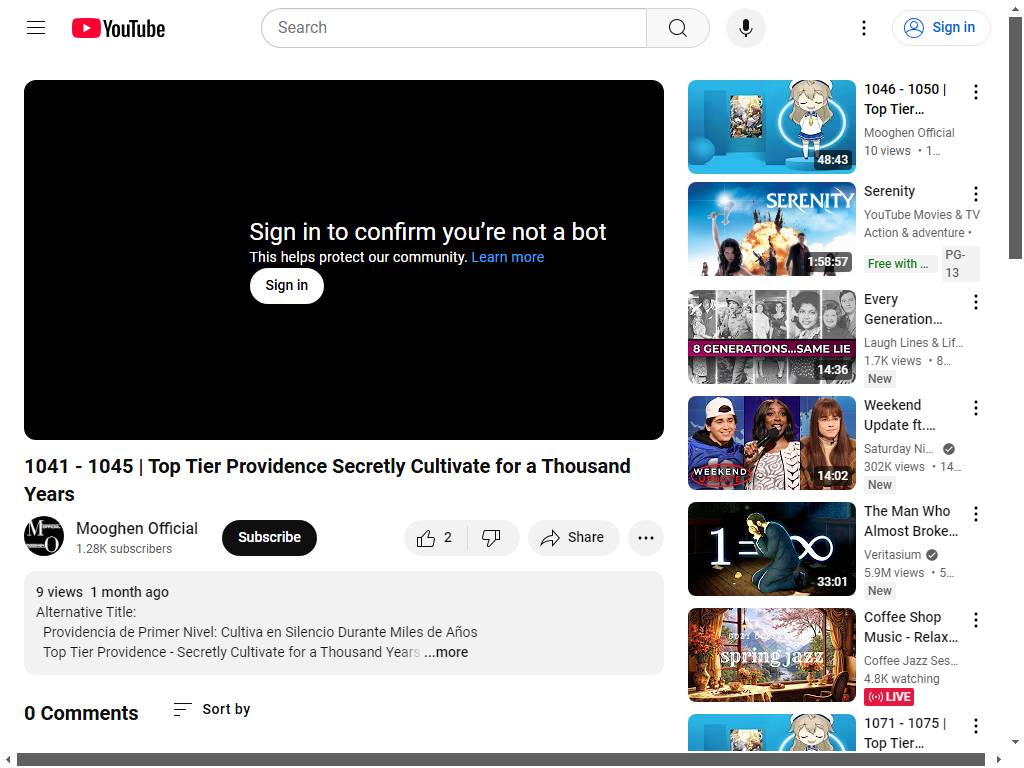 YouTube
Search
Sign in
Sign in to confirm you’re not a bot
This helps protect our community. Learn more
Sign in
1041 - 1045 | Top Tier Providence Secretly Cultivate for a Thousand
Years
Mooghen Official
1.28K subscribers
Subscribe
2
Share
9 views 1 month ago
Alternative Title:
Providencia de Primer Nivel: Cultiva en Silencio Durante Miles de Años
Top Tier Providence - Secretly Cultivate for a Thousand Years ...more
0 Comments
Sort by
48:43
1046 - 1050 |
Top Tier…
Mooghen Official
10 views • 1…
SERENITY
1:58:57
Serenity
YouTube Movies & TV
Action & adventure •
Free with …
PG-
13
8 GENERATIONS...SAME LIE
14:36
Every
Generation…
Laugh Lines & Lif…
1.7K views • 8…
New
WEEKEND
UPDATE
14:02
Weekend
Update ft.…
Saturday Ni…
302K views • 14…
New
1=∞
33:01
The Man Who
Almost Broke…
Veritasium
5.9M views • 5…
New
spring jazz
Coffee Shop
Music - Relax…
Coffee Jazz Ses…
4.8K watching
LIVE
1071 - 1075 |
Top Tier…